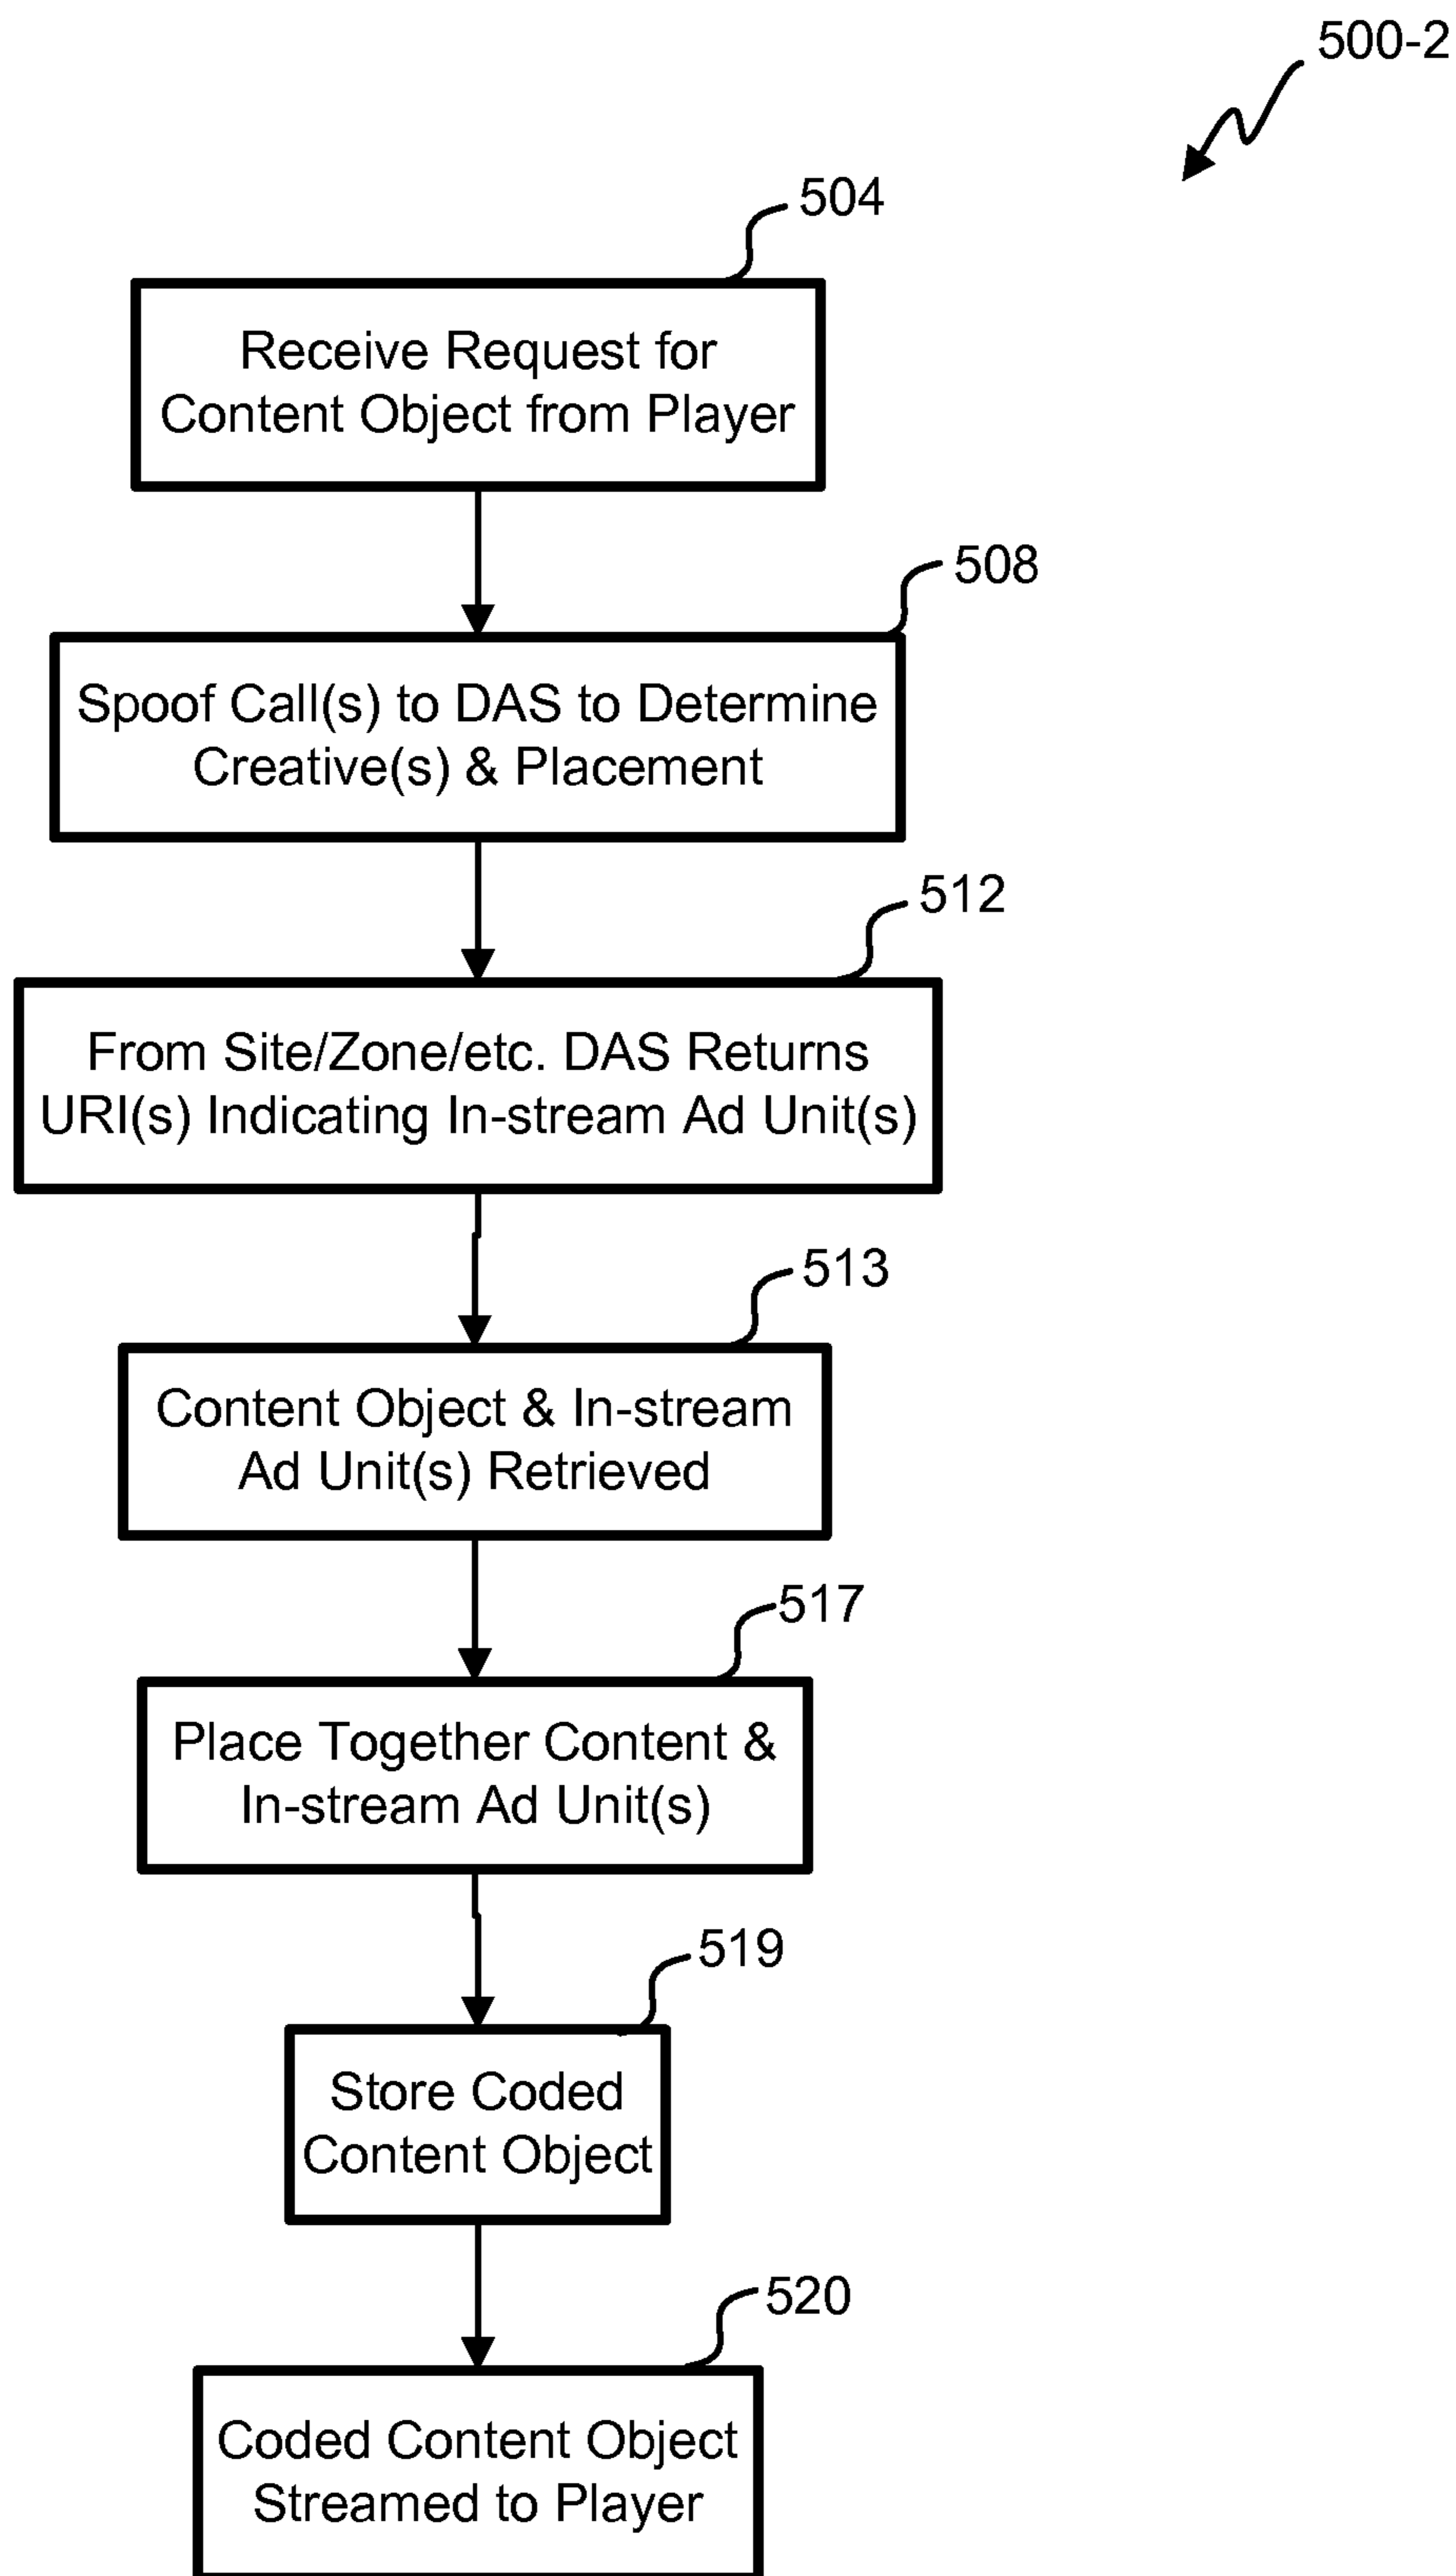 500-2
504
Receive Request for
Content Object from Player
508
Spoof Call(s) to DAS to Determine
Creative(s) & Placement
512
From Site/Zone/etc. DAS Returns
URI(s) Indicating In-stream Ad Unit(s)
513
Content Object & In-stream
Ad Unit(s) Retrieved
517
Place Together Content &
In-stream Ad Unit(s)
519
Store Coded
Content Object
520
Coded Content Object
Streamed to Player